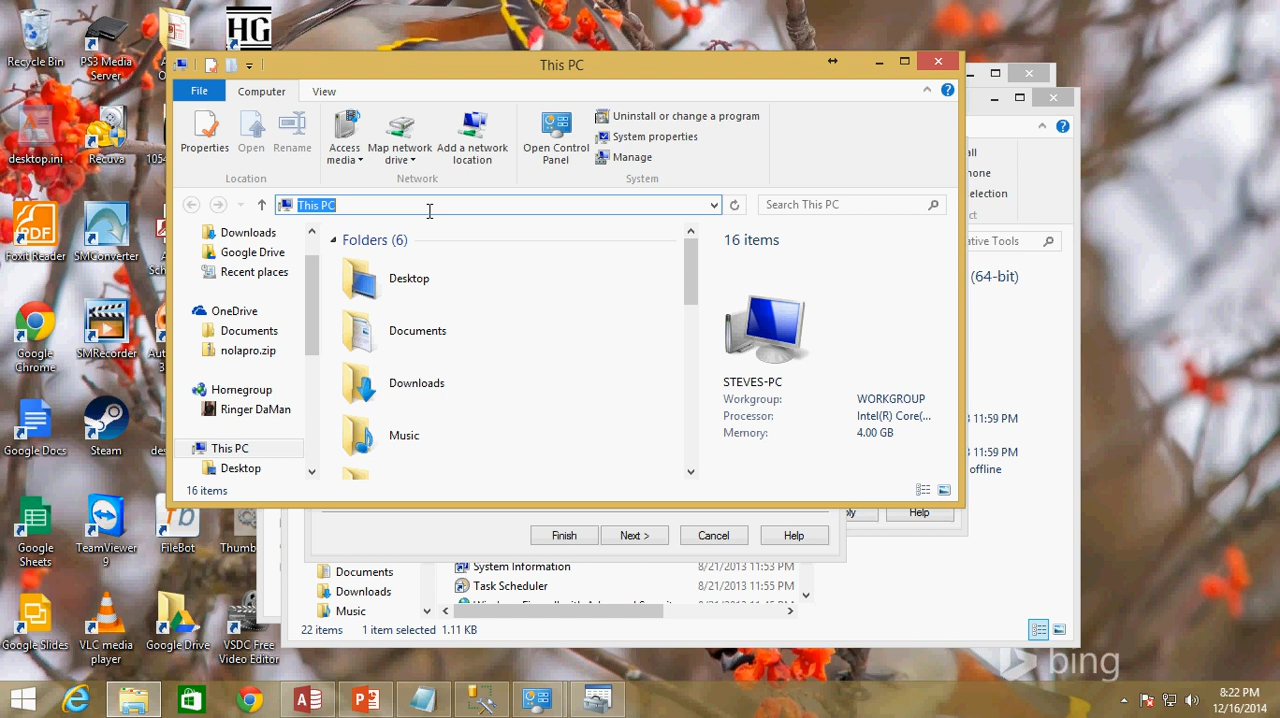 HG
Recycle Bin
PS3 Media
Server
desktop.ini
Recuva
Foxit Reader
SMConverter
Google
Chrome
SMRecorder
Google Docs
Steam
Google
Sheets
TeamViewer
9
FileBot
Google Slides
VLC media
player
Google Drive
VSDC Free
Video Editor
This PC
File
Computer
View
Properties
Open
Rename
Access
media
Map network
drive
Add a network
location
Open Control
Panel
Uninstall or change a program
System properties
Manage
Location
Network
System
This PC
Search This PC
Downloads
Google Drive
Recent places
OneDrive
Documents
nolapro.zip
Homegroup
Ringer DaMan
This PC
Desktop
Folders (6)
Desktop
Documents
Downloads
Music
16 items
STEVES-PC
Workgroup: WORKGROUP
Processor: Intel(R) Core(...
Memory: 4.00 GB
16 items
(64-bit)
11:59 PM
11:59 PM
offline
Finish
Next >
Cancel
Help
Help
Documents
Downloads
Music
System Information 8/21/2013 11:53 PM
Task Scheduler 8/21/2013 11:55 PM
22 items 1 item selected 1.11 KB
bing
8:22 PM
12/16/2014